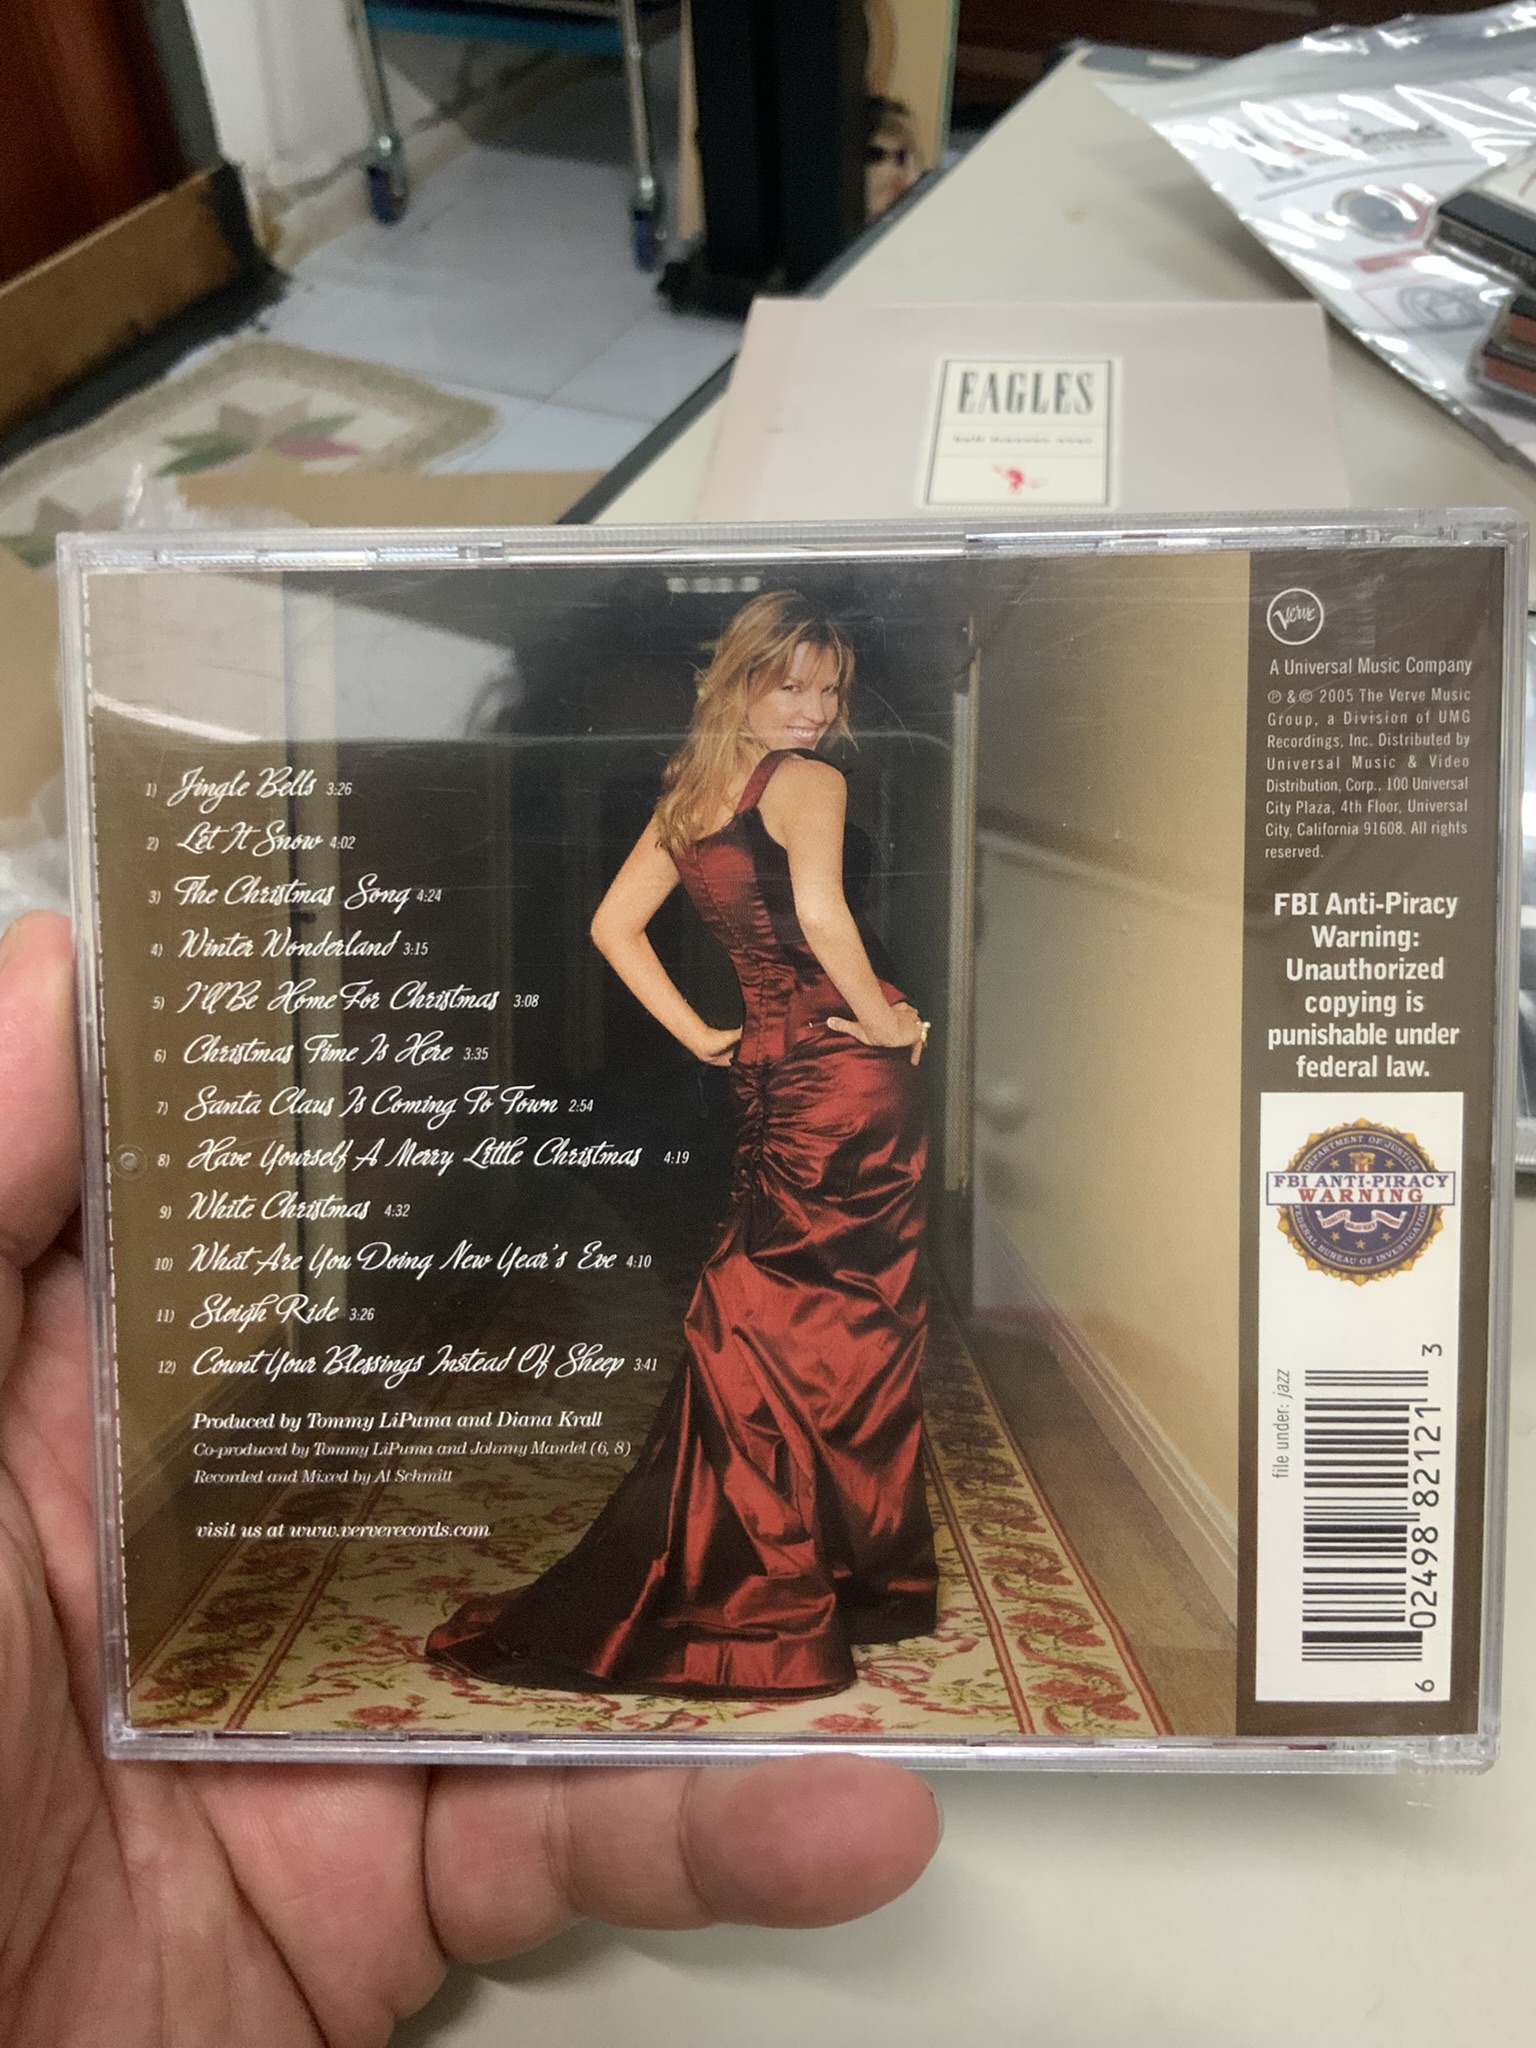 EAGLES
Verve
A Universal Music Company
℗ & © 2005 The Verve Music
Group, a Division of UMG
Recordings, Inc. Distributed by
Universal Music & Video
Distribution, Corp., 100 Universal
City Plaza, 4th Floor, Universal
City, California 91608. All rights
reserved.
FBI Anti-Piracy
Warning:
Unauthorized
copying is
punishable under
federal law.
DEPARTMENT OF JUSTICE
FBI ANTI-PIRACY
WARNING
FEDERAL BUREAU OF INVESTIGATION
file under: jazz
6 02498 82121 3
1) Jingle Bells 3:26
2) Let It Snow 4:02
3) The Christmas Song 4:24
4) Winter Wonderland 3:15
5) I'll Be Home For Christmas 3:08
6) Christmas Time Is Here 3:35
7) Santa Claus Is Coming To Town 2:54
8) Have Yourself A Merry Little Christmas 4:19
9) White Christmas 4:32
10) What Are You Doing New Year's Eve 4:10
11) Sleigh Ride 3:26
12) Count Your Blessings Instead Of Sheep 3:41
Produced by Tommy LiPuma and Diana Krall
Co-produced by Tommy LiPuma and Johnny Mandel (6, 8)
Recorded and Mixed by Al Schmitt
visit us at www.ververecords.com